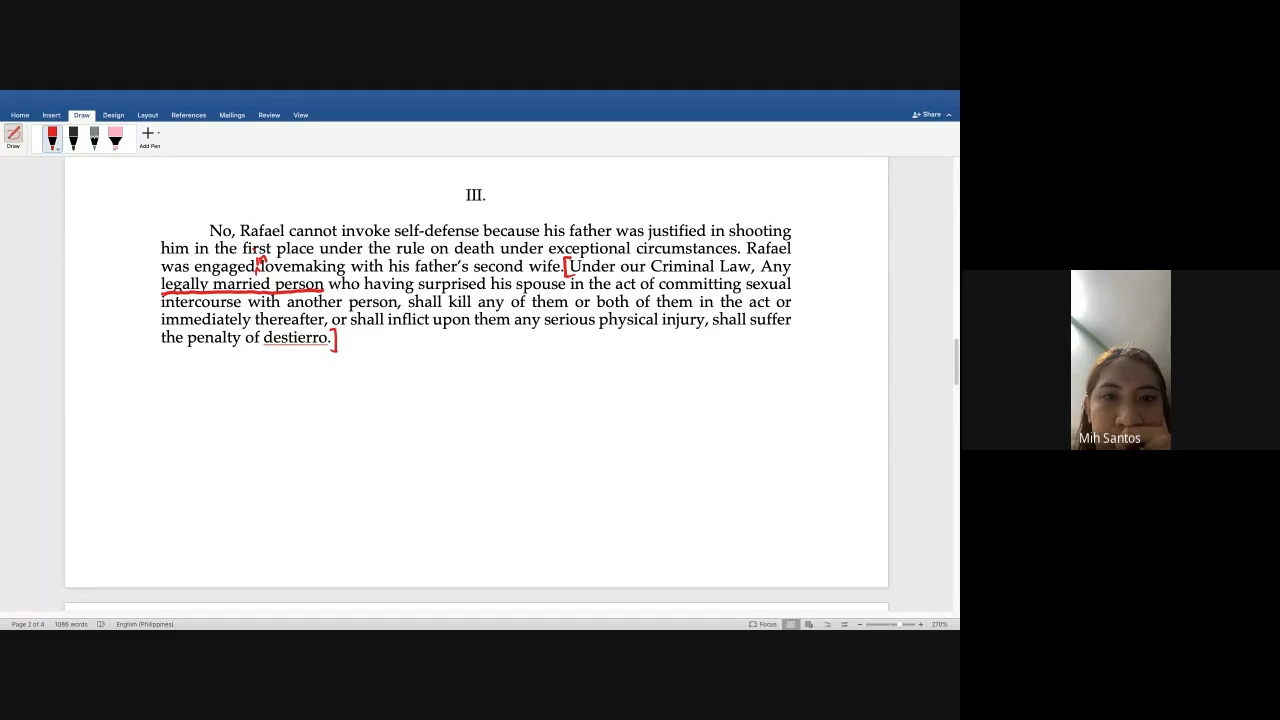 Home Insert Draw Design Layout References Mailings Review View Share
Draw Add Pen
III.
No, Rafael cannot invoke self-defense because his father was justified in shooting
him in the first place under the rule on death under exceptional circumstances. Rafael
was engaged in lovemaking with his father’s second wife. [Under our Criminal Law, Any
legally married person who having surprised his spouse in the act of committing sexual
intercourse with another person, shall kill any of them or both of them in the act or
immediately thereafter, or shall inflict upon them any serious physical injury, shall suffer
the penalty of destierro.]
Mih Santos
Page 2 of 4 1086 words English (Philippines) Focus 270%